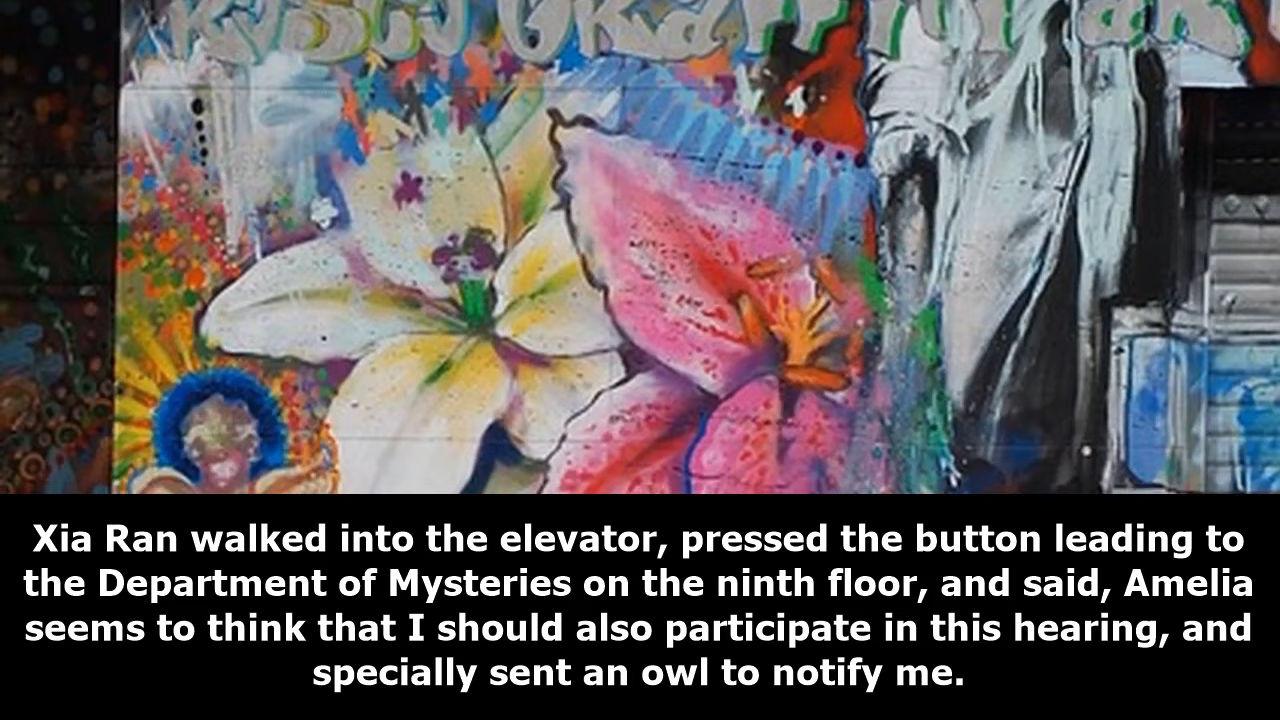 Xia Ran walked into the elevator, pressed the button leading to
the Department of Mysteries on the ninth floor, and said, Amelia
seems to think that I should also participate in this hearing, and
specially sent an owl to notify me.